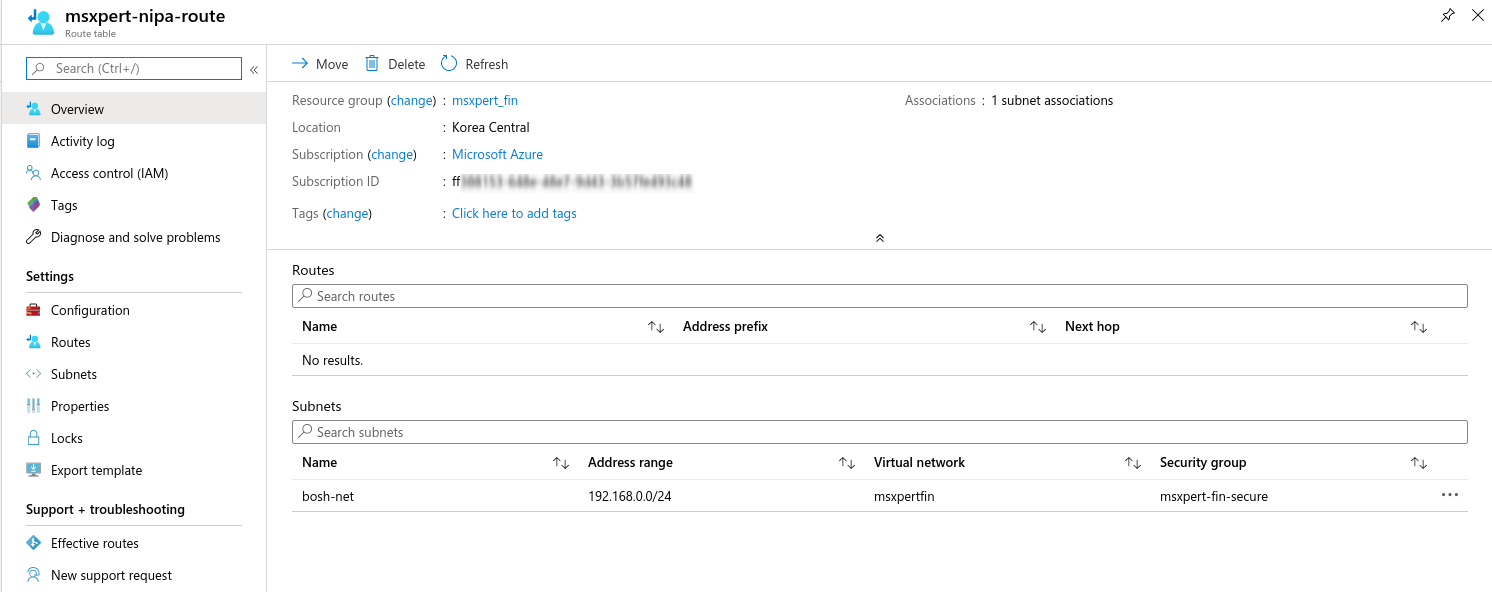 msxpert-nipa-route
Route table
Search (Ctrl+/)
«
Overview
Activity log
Access control (IAM)
Tags
Diagnose and solve problems
Settings
Configuration
Routes
Subnets
Properties
Locks
Export template
Support + troubleshooting
Effective routes
New support request
Move Delete Refresh
Resource group (change) : msxpert_fin
Associations : 1 subnet associations
Location : Korea Central
Subscription (change) : Microsoft Azure
Subscription ID : ff
Tags (change) : Click here to add tags
Routes
Search routes
Name Address prefix Next hop
No results.
Subnets
Search subnets
Name Address range Virtual network Security group
bosh-net 192.168.0.0/24 msxpertfin msxpert-fin-secure